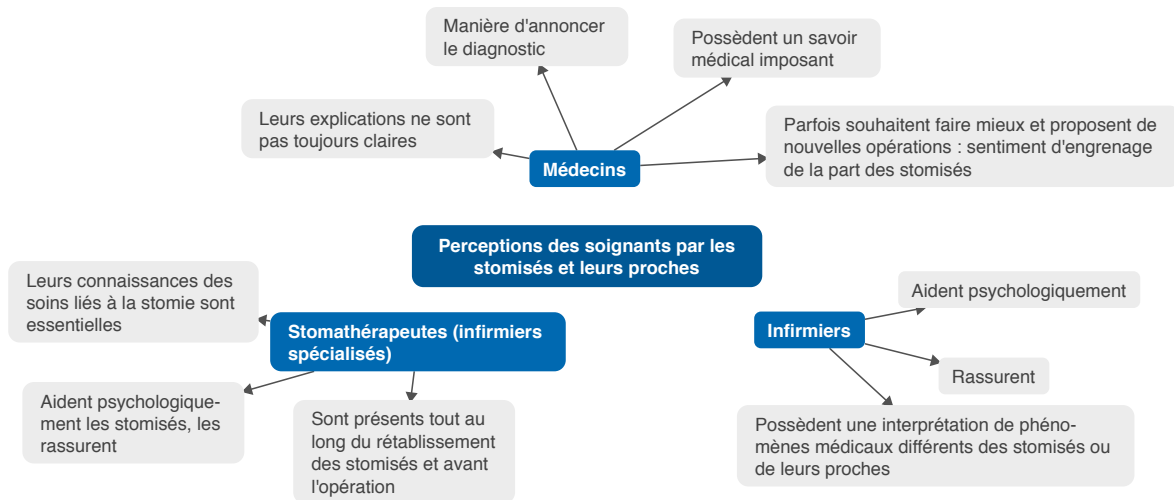 Manière d'annoncer
le diagnostic
Possèdent un savoir
médical imposant
Leurs explications ne sont
pas toujours claires
Parfois souhaitent faire mieux et proposent de
nouvelles opérations : sentiment d'engrenage
de la part des stomisés
Médecins
Perceptions des soignants par les
stomisés et leurs proches
Leurs connaissances des
soins liés à la stomie sont
essentielles
Stomathérapeutes (infirmiers
spécialisés)
Aident psychologique-
ment les stomisés, les
rassurent
Sont présents tout au
long du rétablissement
des stomisés et avant
l'opération
Aident psychologiquement
Infirmiers
Rassurent
Possèdent une interprétation de phéno-
mènes médicaux différents des stomisés ou
de leurs proches